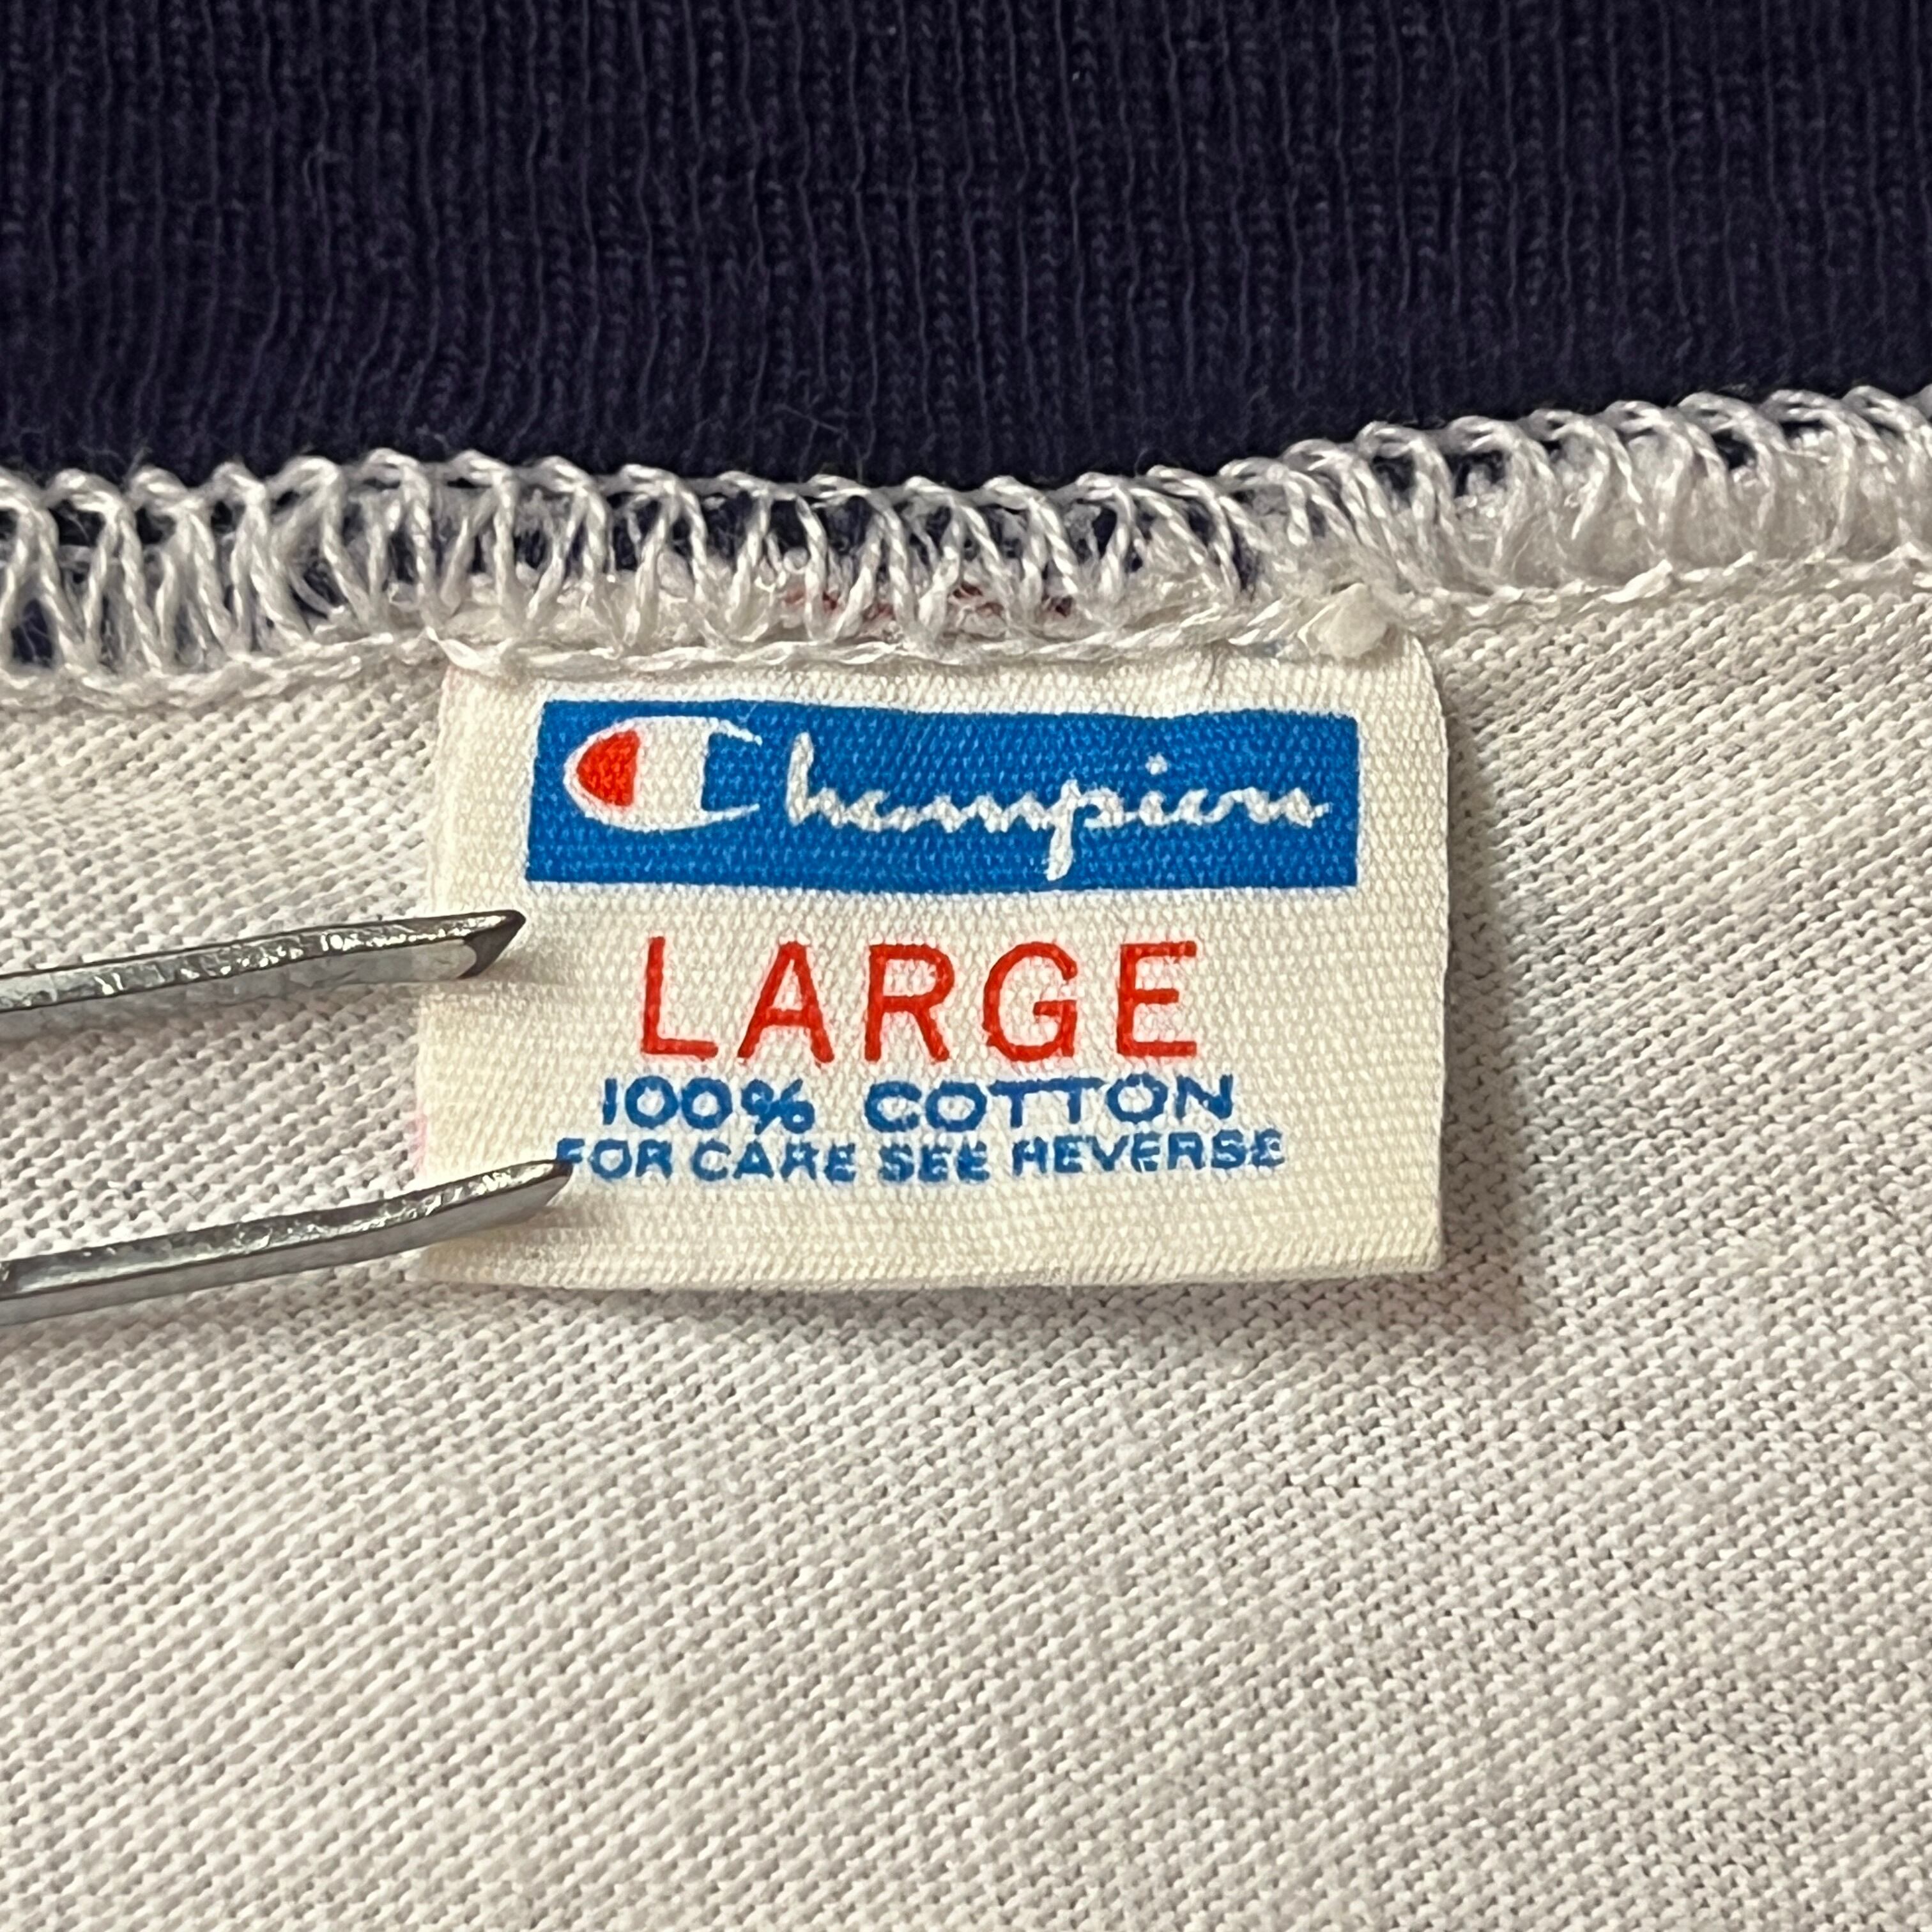 Champion
LARGE
100% COTTON
FOR CARE SEE REVERSE